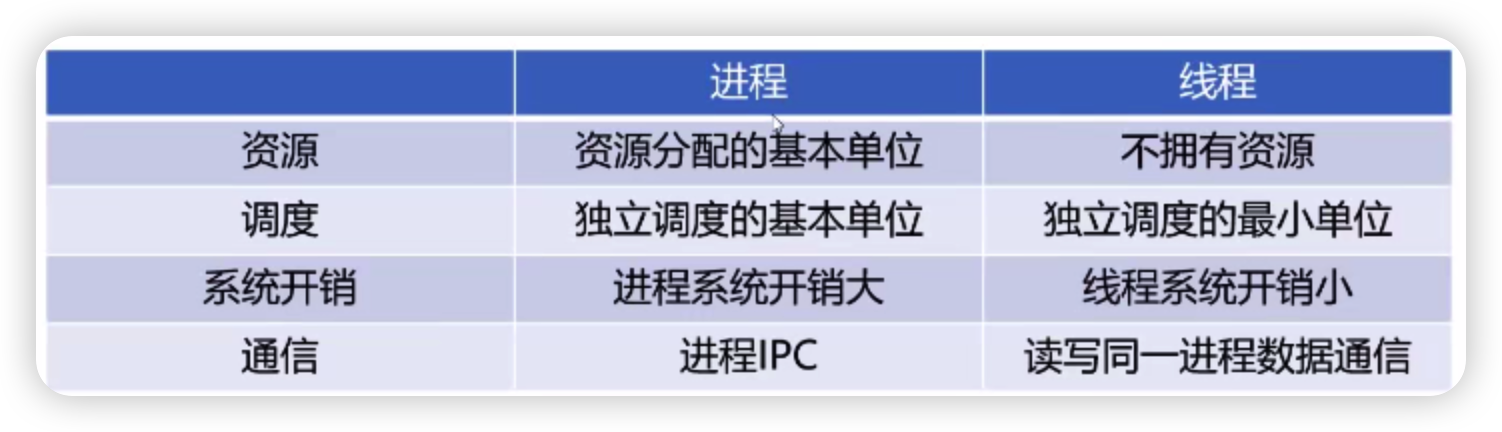 进程 线程
资源 资源分配的基本单位 不拥有资源
调度 独立调度的基本单位 独立调度的最小单位
系统开销 进程系统开销大 线程系统开销小
通信 进程IPC 读写同一进程数据通信